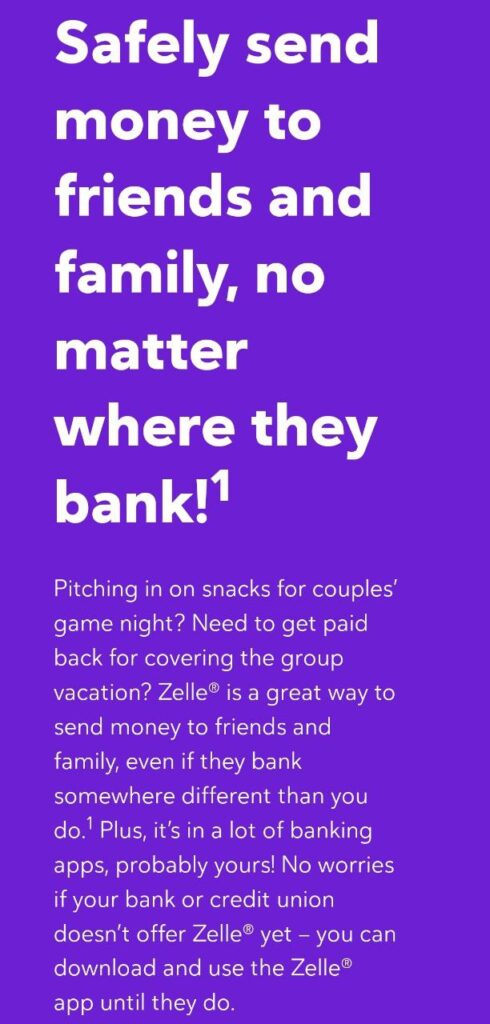 Safely send
money to
friends and
family, no
matter
where they
bank!¹
Pitching in on snacks for couples’
game night? Need to get paid
back for covering the group
vacation? Zelle® is a great way to
send money to friends and
family, even if they bank
somewhere different than you
do.¹ Plus, it’s in a lot of banking
apps, probably yours! No worries
if your bank or credit union
doesn’t offer Zelle® yet – you can
download and use the Zelle®
app until they do.